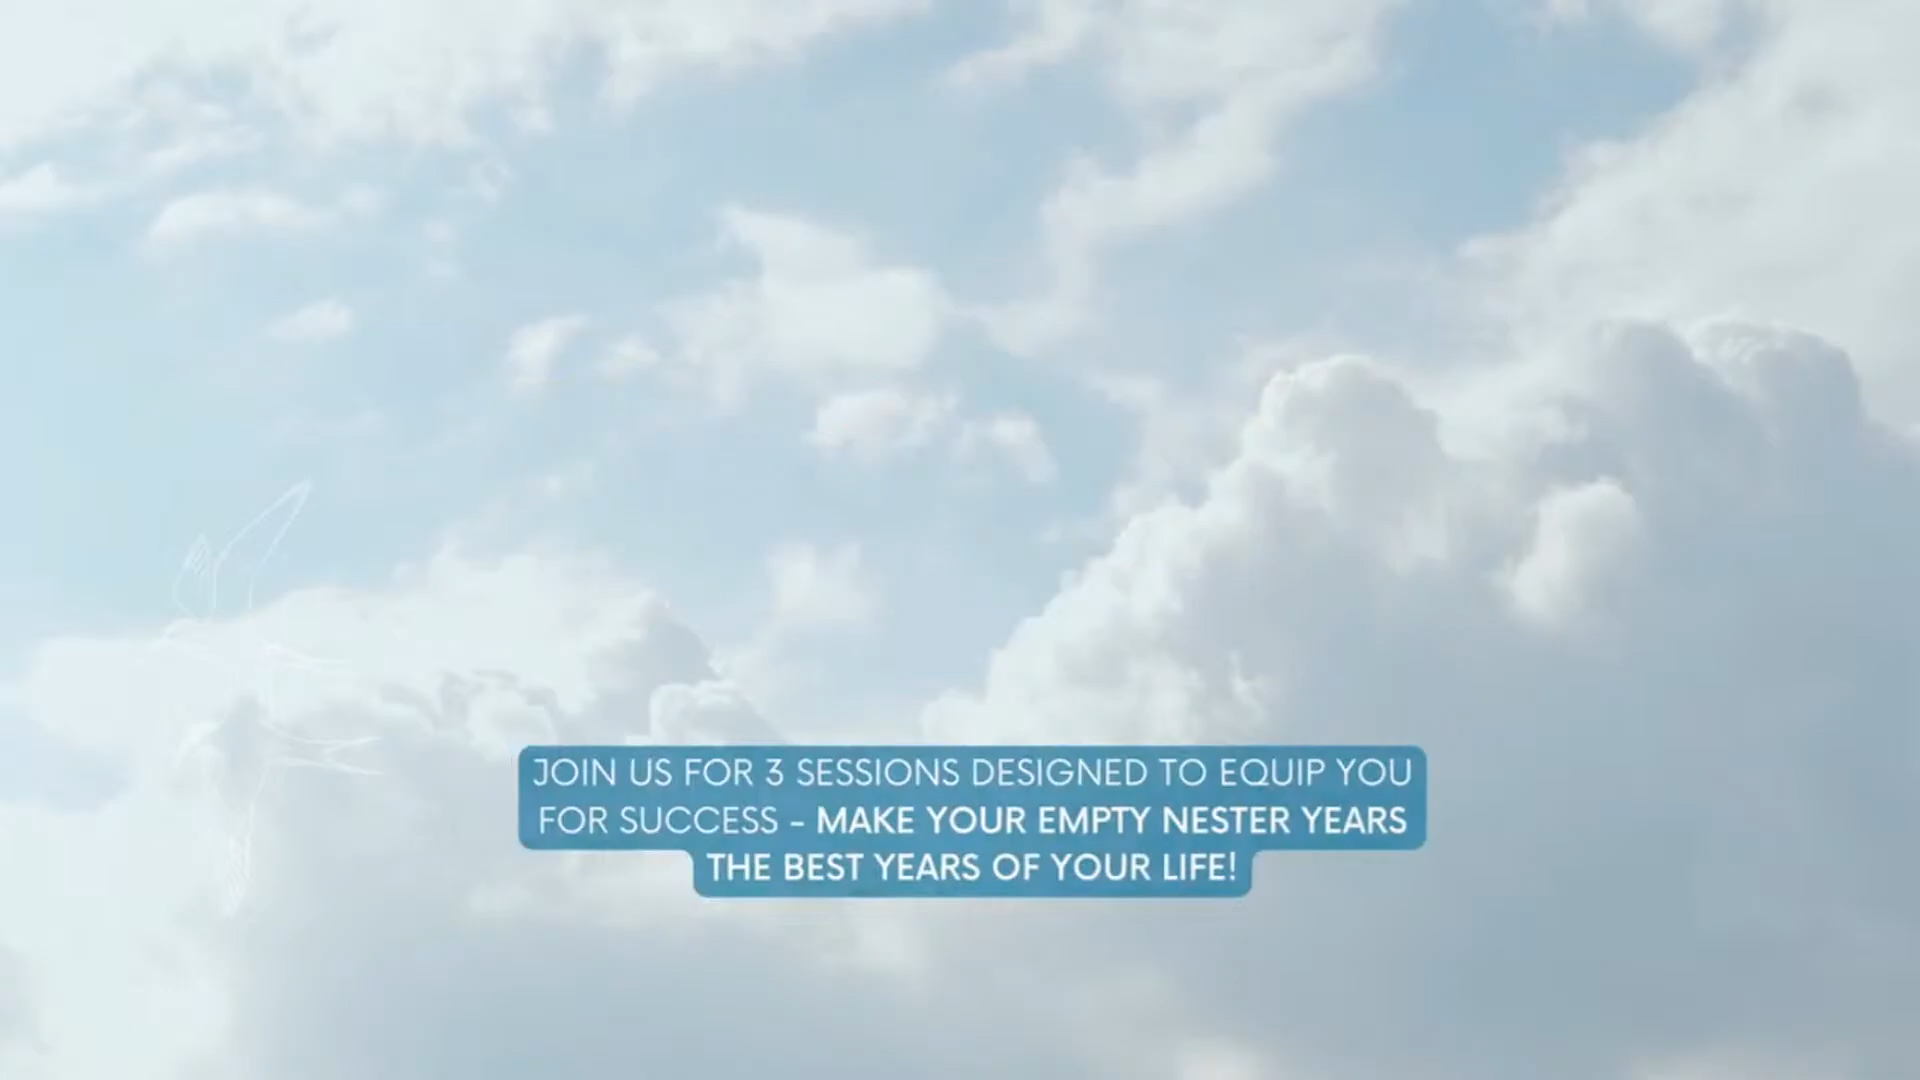 JOIN US FOR 3 SESSIONS DESIGNED TO EQUIP YOU
FOR SUCCESS - MAKE YOUR EMPTY NESTER YEARS
THE BEST YEARS OF YOUR LIFE!